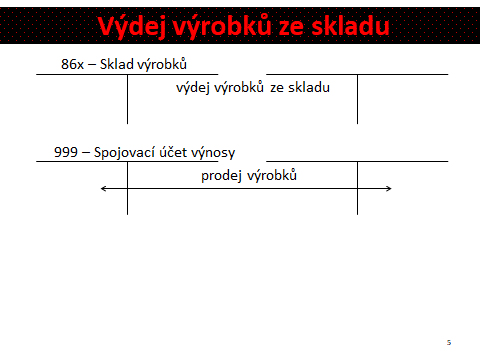 Výdej výrobků ze skladu
86x – Sklad výrobků
výdej výrobků ze skladu
999 – Spojovací účet výnosy
prodej výrobků
5